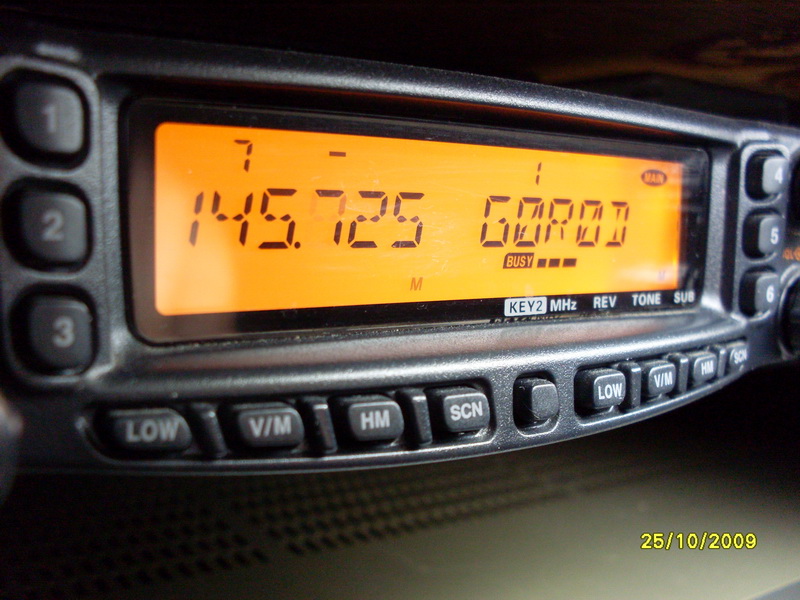 1
2
3
7 - 1 MAIN
145.725 GOROD
BUSY
M
KEY2 MHz REV TONE SUB
4
5
6
LOW V/M HM SCN
LOW V/M HM SCN
25/10/2009